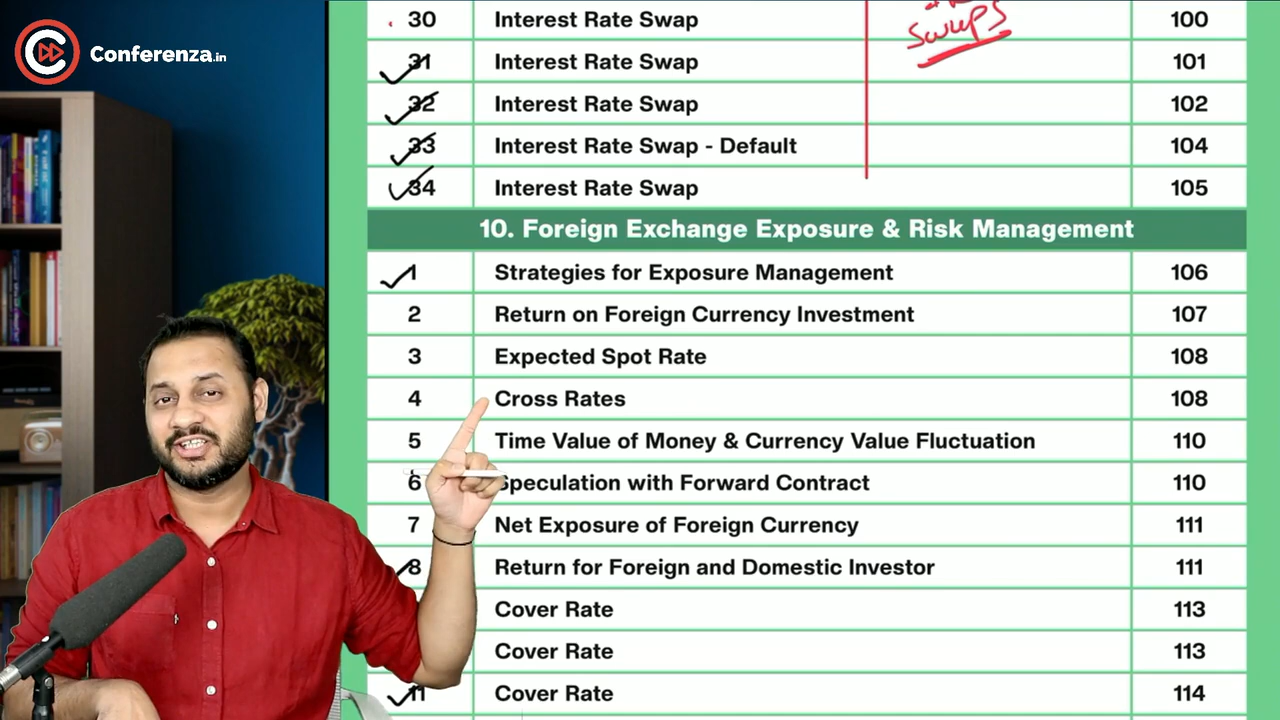 Conferenza.in
30 Interest Rate Swap 100
Swaps
31 Interest Rate Swap 101
32 Interest Rate Swap 102
33 Interest Rate Swap - Default 104
34 Interest Rate Swap 105
10. Foreign Exchange Exposure & Risk Management
1 Strategies for Exposure Management 106
2 Return on Foreign Currency Investment 107
3 Expected Spot Rate 108
4 Cross Rates 108
5 Time Value of Money & Currency Value Fluctuation 110
6 Speculation with Forward Contract 110
7 Net Exposure of Foreign Currency 111
8 Return for Foreign and Domestic Investor 111
Cover Rate 113
Cover Rate 113
11 Cover Rate 114